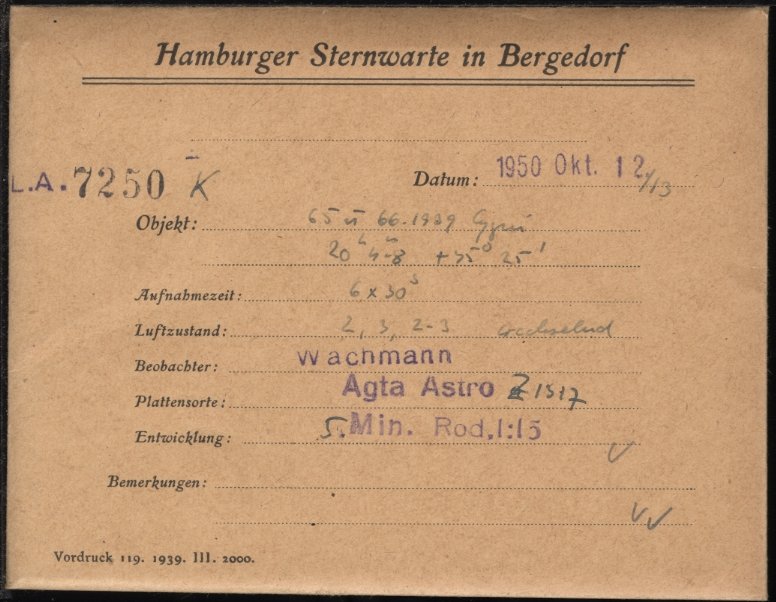 Hamburger Sternwarte in Bergedorf
L.A. 7250 K Datum: 1950 Okt. 12/13
Objekt: 65 u 66.1939 Cygni
20ʰ 4ᵐ8 +35° 25'
Aufnahmezeit: 6 x 30ˢ
Luftzustand: 2, 3, 2-3 wechselnd
Beobachter: Wachmann
Plattensorte: Agfa Astro Z 1517
Entwicklung: 5. Min. Rod. 1:15
Bemerkungen:
Vordruck 119. 1939. III. 2000.